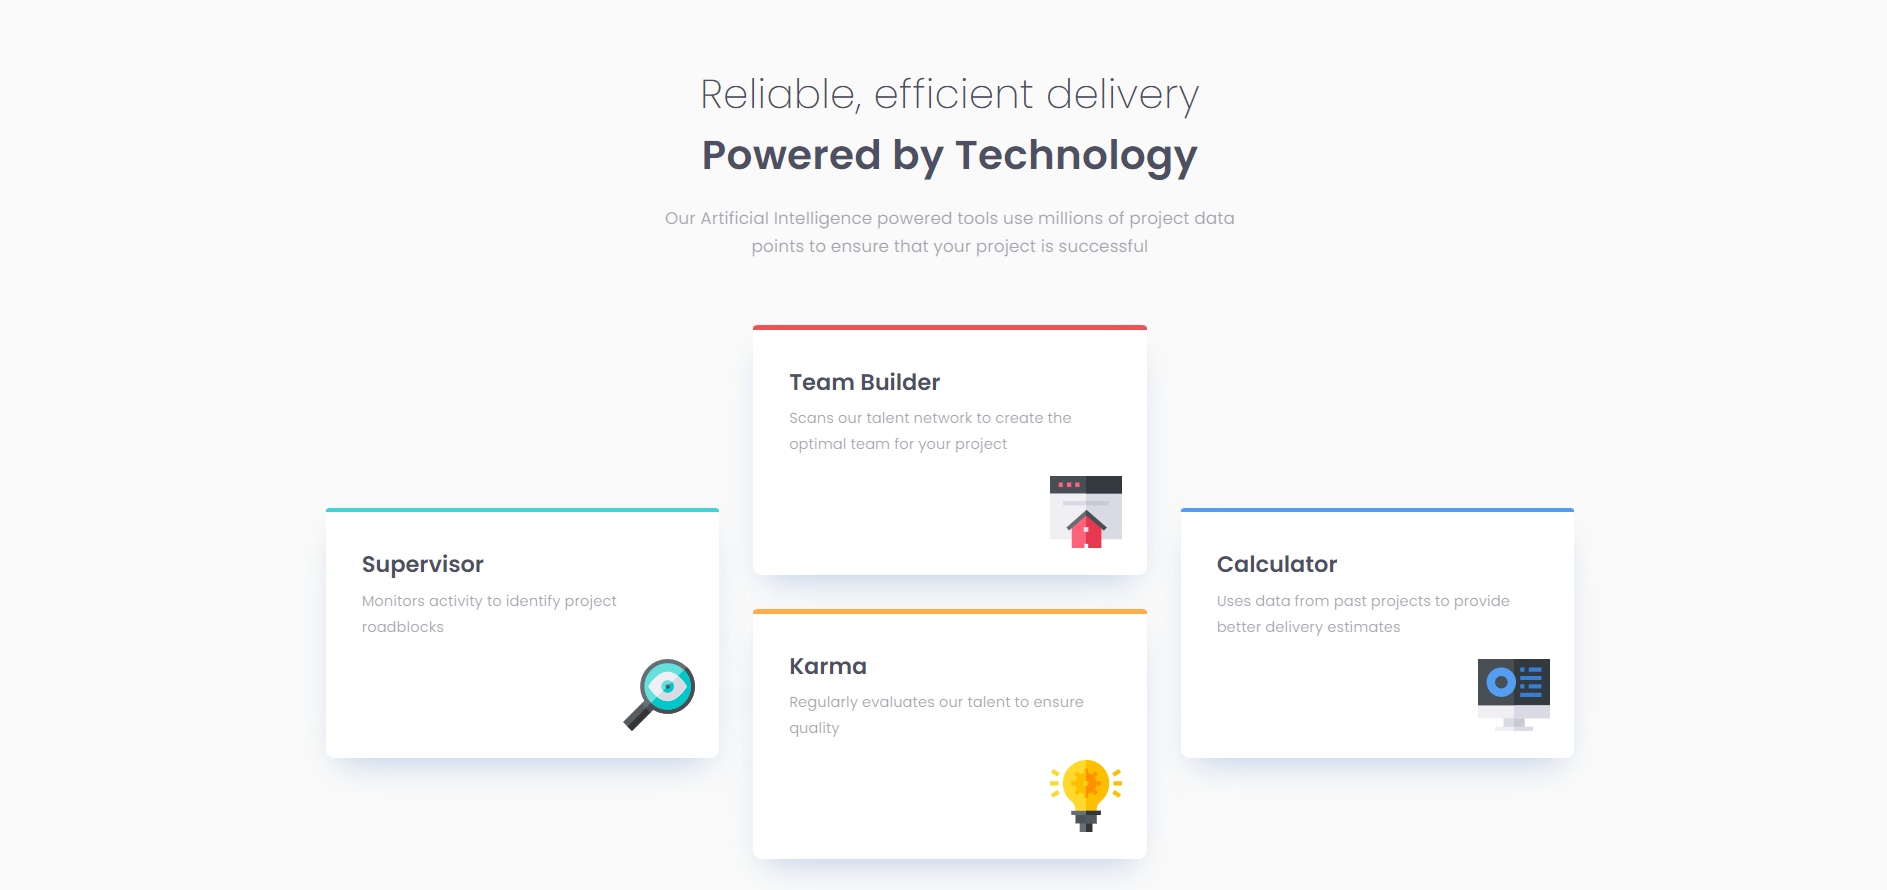 Reliable, efficient delivery
Powered by Technology
Our Artificial Intelligence powered tools use millions of project data
points to ensure that your project is successful
Supervisor
Monitors activity to identify project
roadblocks
Team Builder
Scans our talent network to create the
optimal team for your project
Karma
Regularly evaluates our talent to ensure
quality
Calculator
Uses data from past projects to provide
better delivery estimates